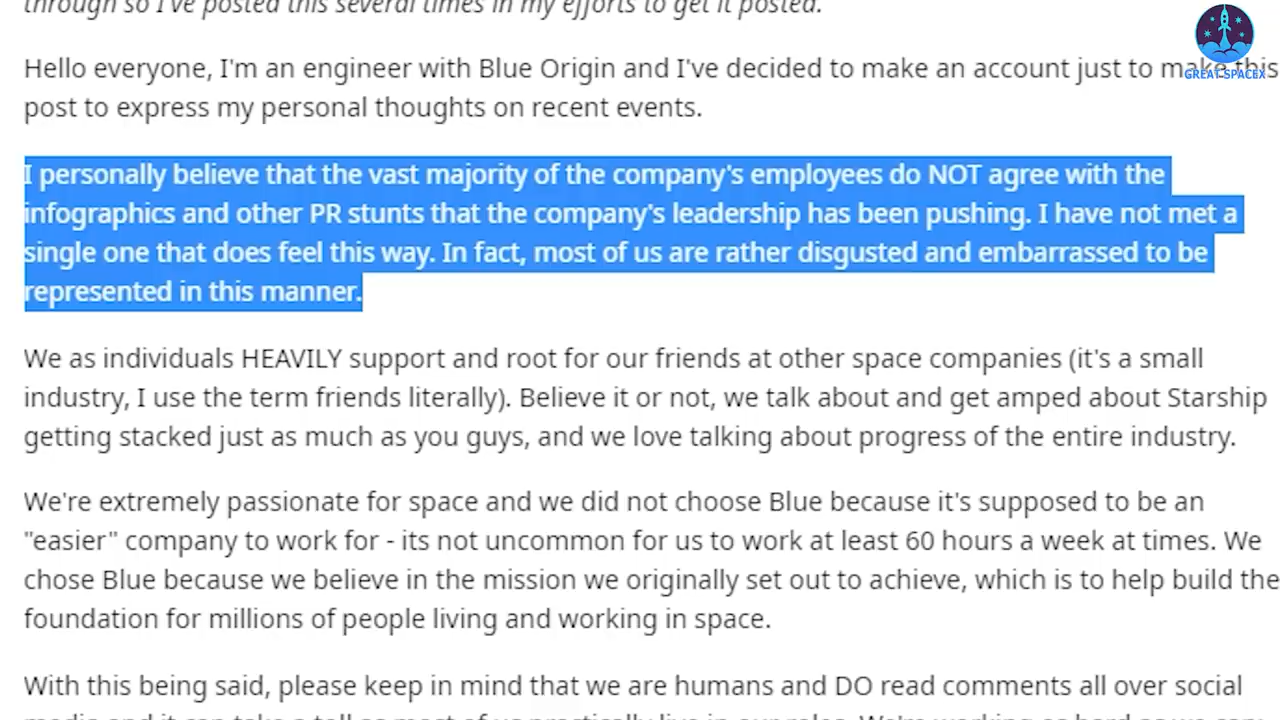 through so I've posted this several times in my efforts to get it posted.
Hello everyone, I'm an engineer with Blue Origin and I've decided to make an account just to make this
post to express my personal thoughts on recent events.
GREAT SPACEX
I personally believe that the vast majority of the company's employees do NOT agree with the
infographics and other PR stunts that the company's leadership has been pushing. I have not met a
single one that does feel this way. In fact, most of us are rather disgusted and embarrassed to be
represented in this manner.
We as individuals HEAVILY support and root for our friends at other space companies (it's a small
industry, I use the term friends literally). Believe it or not, we talk about and get amped about Starship
getting stacked just as much as you guys, and we love talking about progress of the entire industry.
We're extremely passionate for space and we did not choose Blue because it's supposed to be an
"easier" company to work for - its not uncommon for us to work at least 60 hours a week at times. We
chose Blue because we believe in the mission we originally set out to achieve, which is to help build the
foundation for millions of people living and working in space.
With this being said, please keep in mind that we are humans and DO read comments all over social